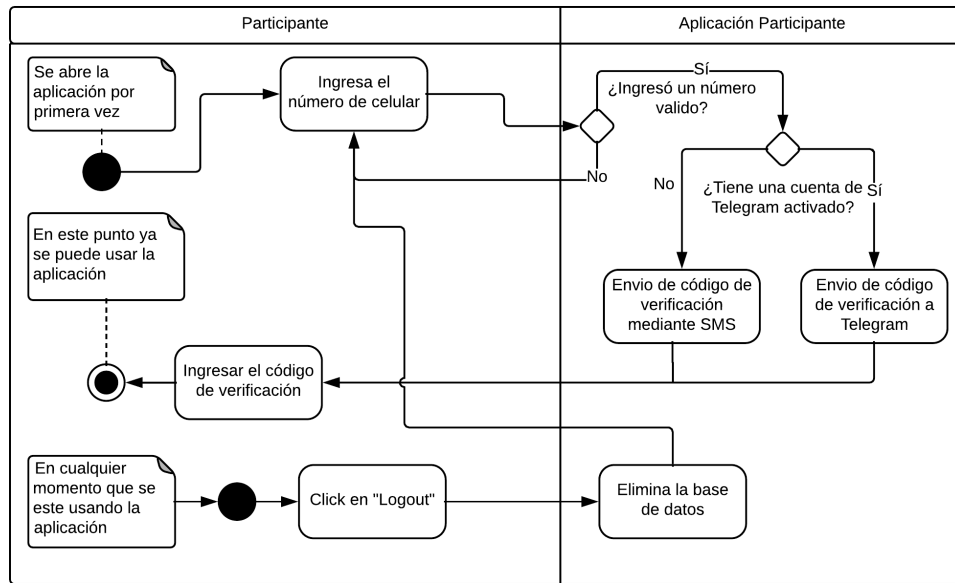 Participante
Aplicación Participante
Se abre la
aplicación por
primera vez
Ingresa el
número de celular
Sí
¿Ingresó un número
valido?
No
No
¿Tiene una cuenta de
Telegram activado?
Sí
En este punto ya
se puede usar la
aplicación
Envio de código de
verificación
mediante SMS
Envio de código
de verificación a
Telegram
Ingresar el código
de verificación
En cualquier
momento que se
este usando la
aplicación
Click en "Logout"
Elimina la base
de datos